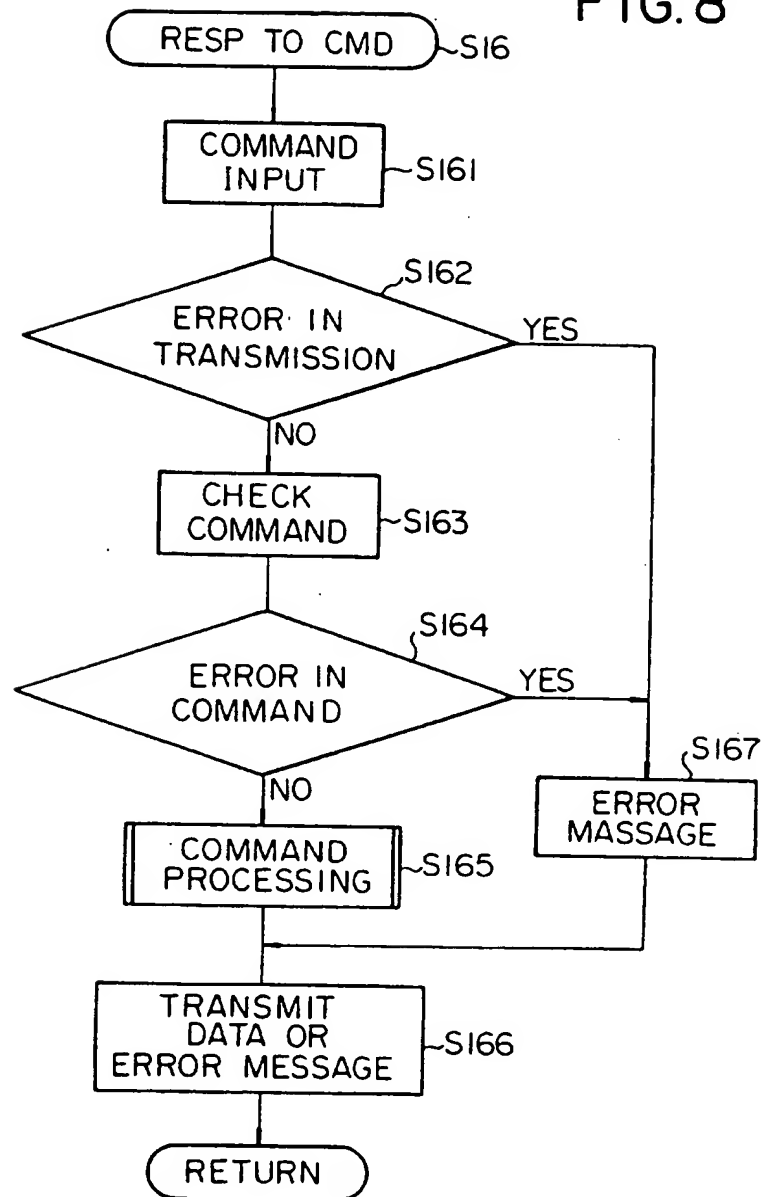 FIG. 8
RESP TO CMD
S16
COMMAND
INPUT
S161
S162
ERROR IN
TRANSMISSION
YES
NO
CHECK
COMMAND
S163
S164
ERROR IN
COMMAND
YES
NO
S167
ERROR
MASSAGE
COMMAND
PROCESSING
S165
TRANSMIT
DATA OR
ERROR MESSAGE
S166
RETURN